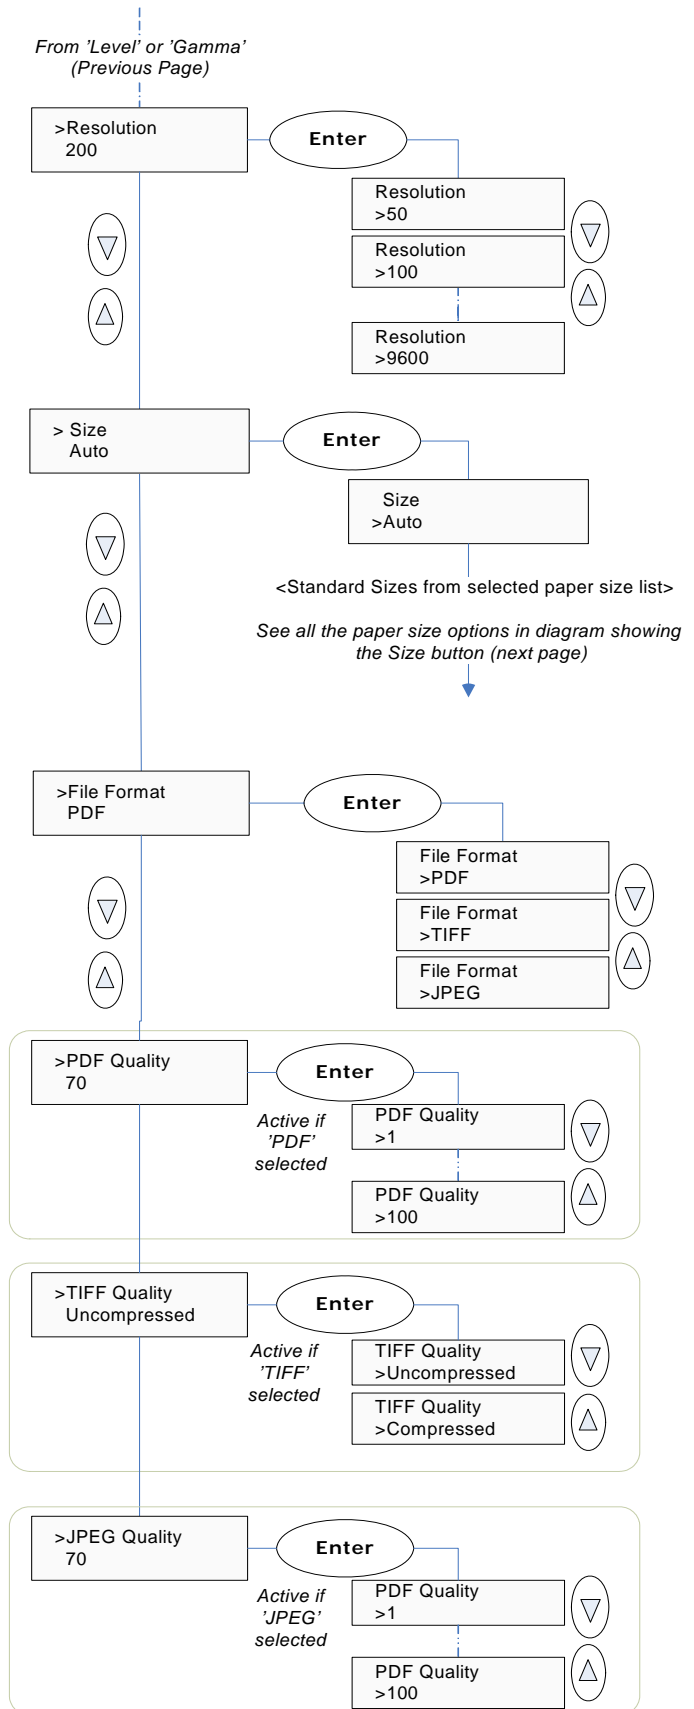 From ’Level’ or ’Gamma’
(Previous Page)
>Resolution
200
Enter
Resolution
>50
Resolution
>100
Resolution
>9600
> Size
Auto
Enter
Size
>Auto
<Standard Sizes from selected paper size list>
See all the paper size options in diagram showing
the Size button (next page)
>File Format
PDF
Enter
File Format
>PDF
File Format
>TIFF
File Format
>JPEG
>PDF Quality
70
Enter
Active if
’PDF’
selected
PDF Quality
>1
PDF Quality
>100
>TIFF Quality
Uncompressed
Enter
Active if
’TIFF’
selected
TIFF Quality
>Uncompressed
TIFF Quality
>Compressed
>JPEG Quality
70
Enter
Active if
’JPEG’
selected
PDF Quality
>1
PDF Quality
>100